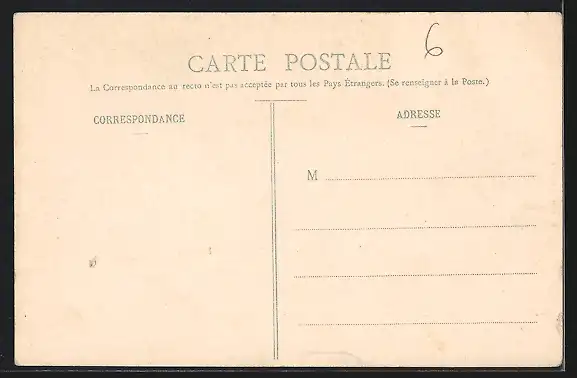 6
CARTE POSTALE
La Correspondance au recto n'est pas acceptée par tous les Pays Étrangers. (Se renseigner à la Poste.)
CORRESPONDANCE
ADRESSE
M